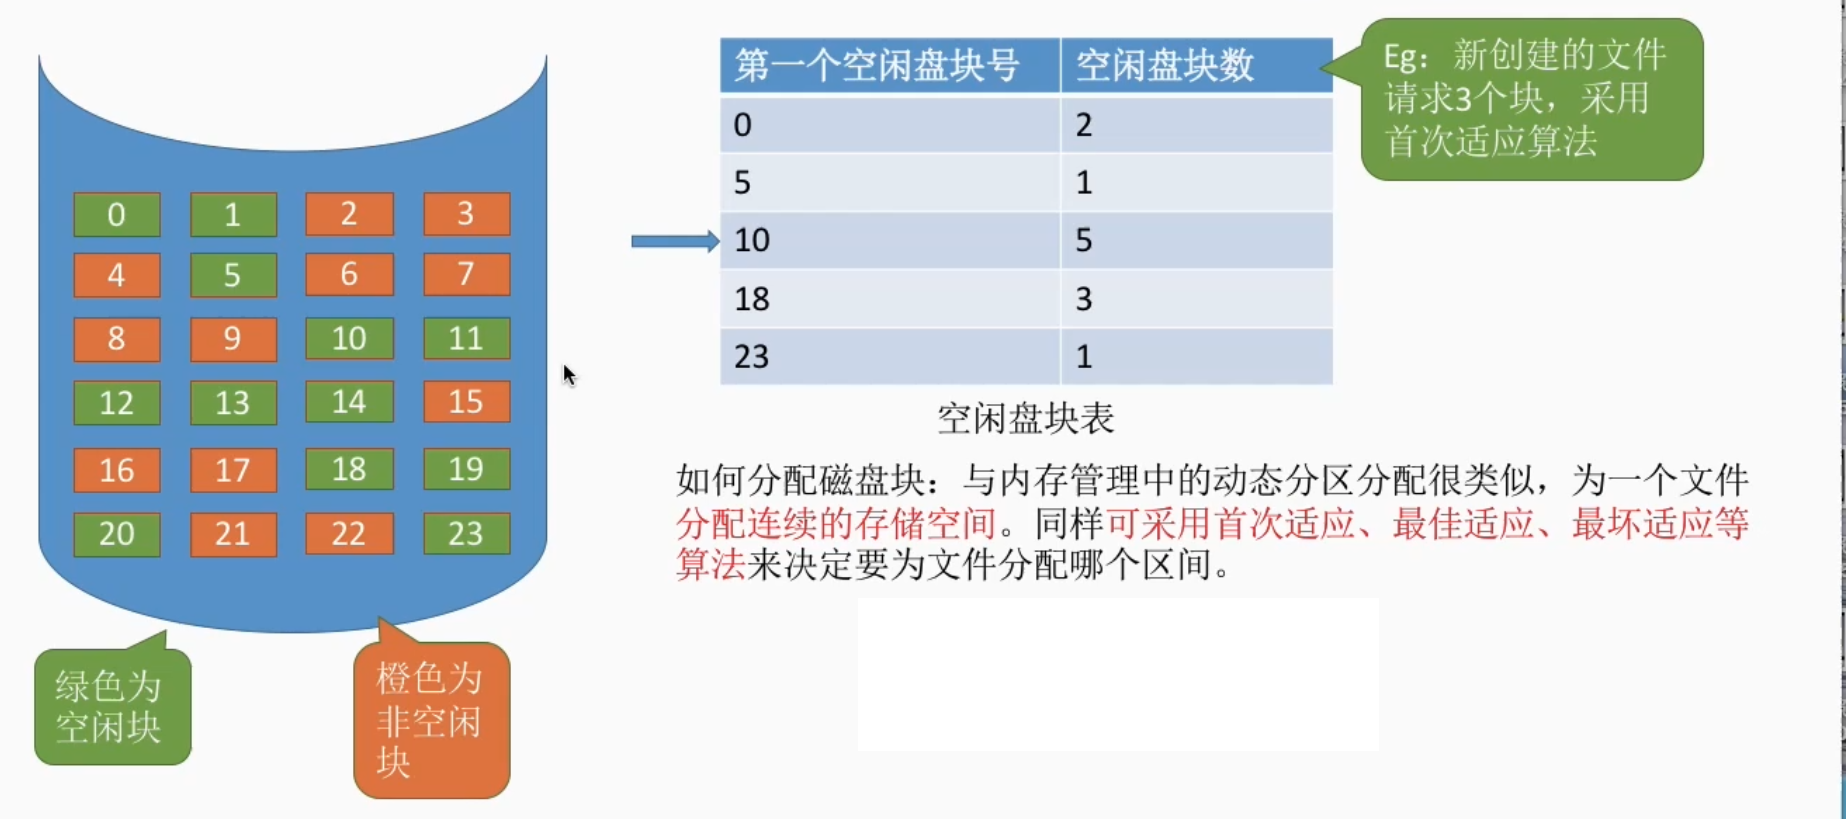 第一个空闲盘块号 空闲盘块数
0 2
5 1
10 5
18 3
23 1
空闲盘块表
Eg：新创建的文件
请求3个块，采用
首次适应算法
0 1 2 3
4 5 6 7
8 9 10 11
12 13 14 15
16 17 18 19
20 21 22 23
绿色为
空闲块
橙色为
非空闲
块
如何分配磁盘块：与内存管理中的动态分区分配很类似，为一个文件
分配连续的存储空间。同样可采用首次适应、最佳适应、最坏适应等
算法来决定要为文件分配哪个区间。